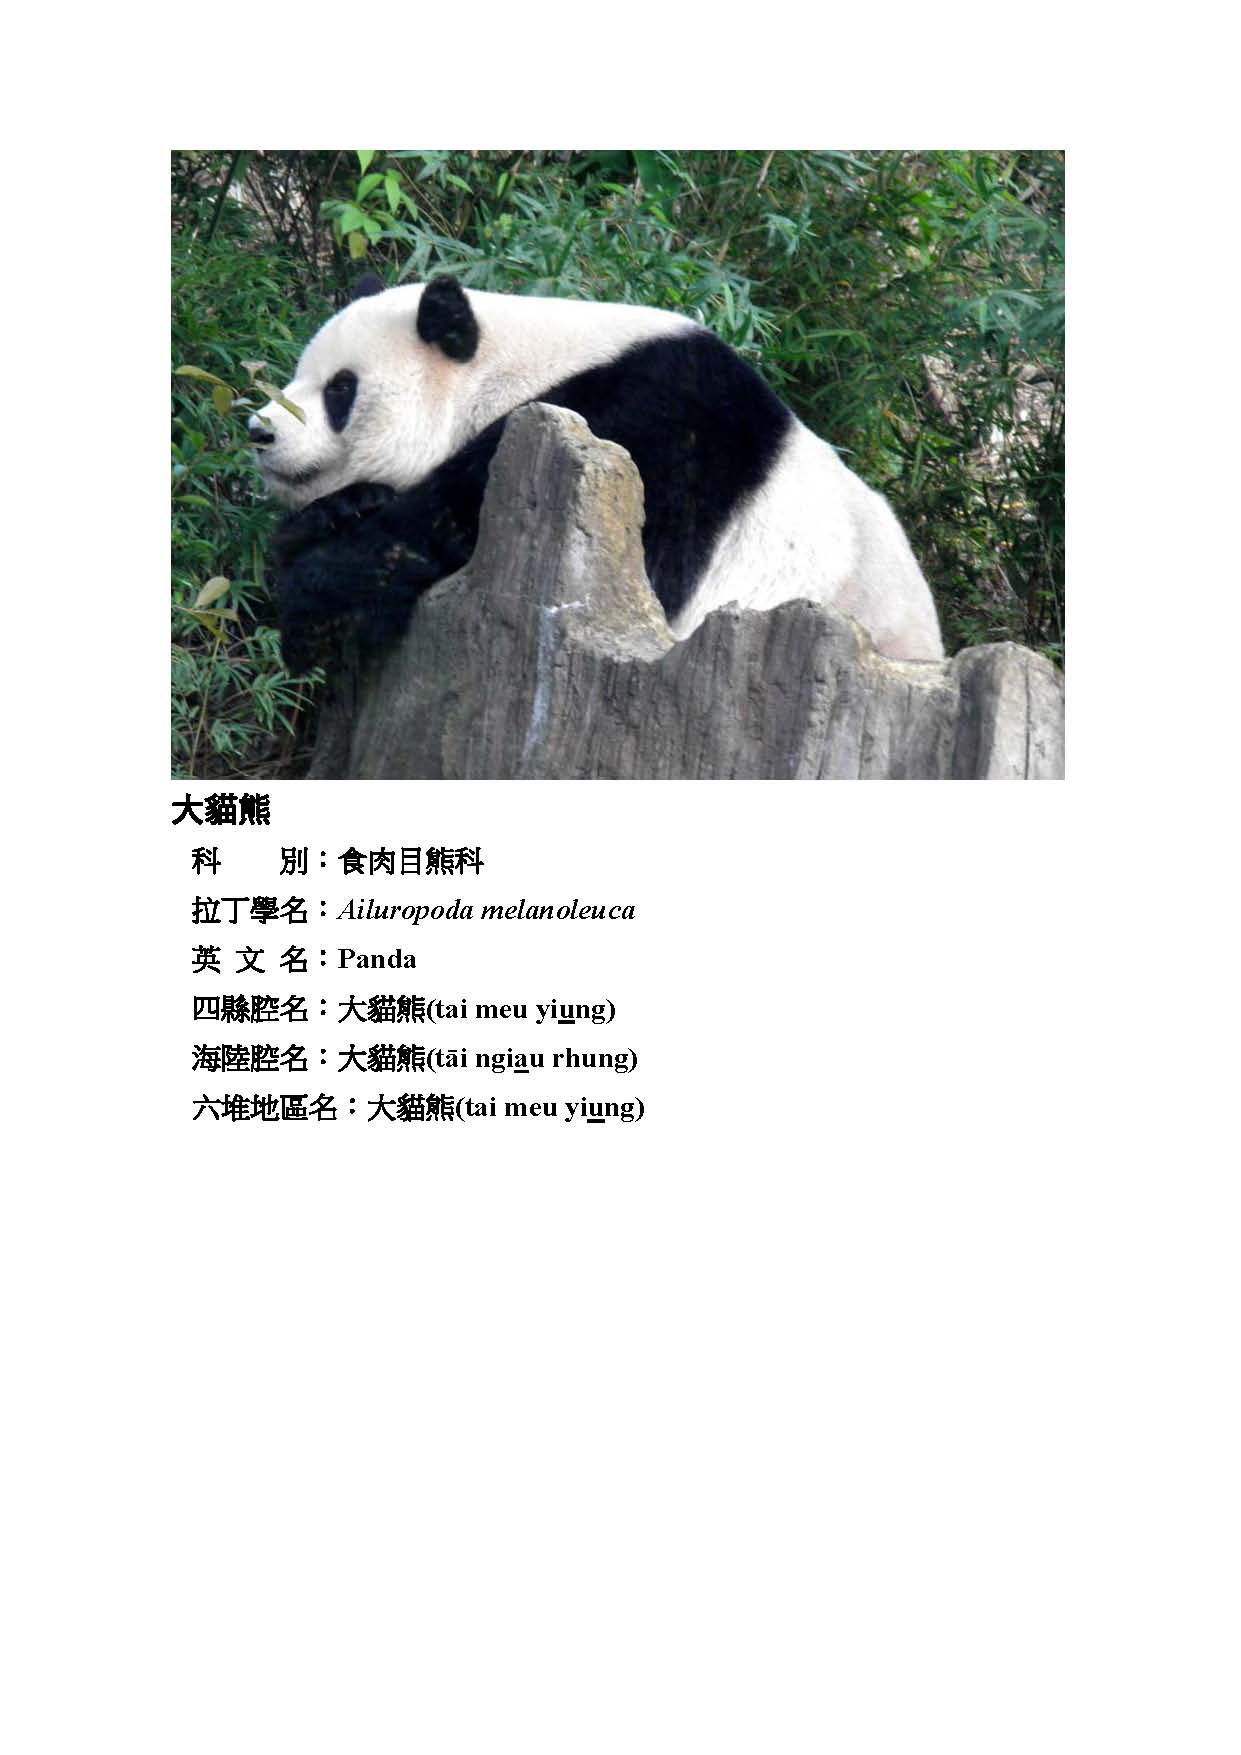 大貓熊
科　　別：食肉目熊科
拉丁學名：Ailuropoda melanoleuca
英 文 名：Panda
四縣腔名：大貓熊(tai meu yiung)
海陸腔名：大貓熊(tāi ngiau rhung)
六堆地區名：大貓熊(tai meu yiung)